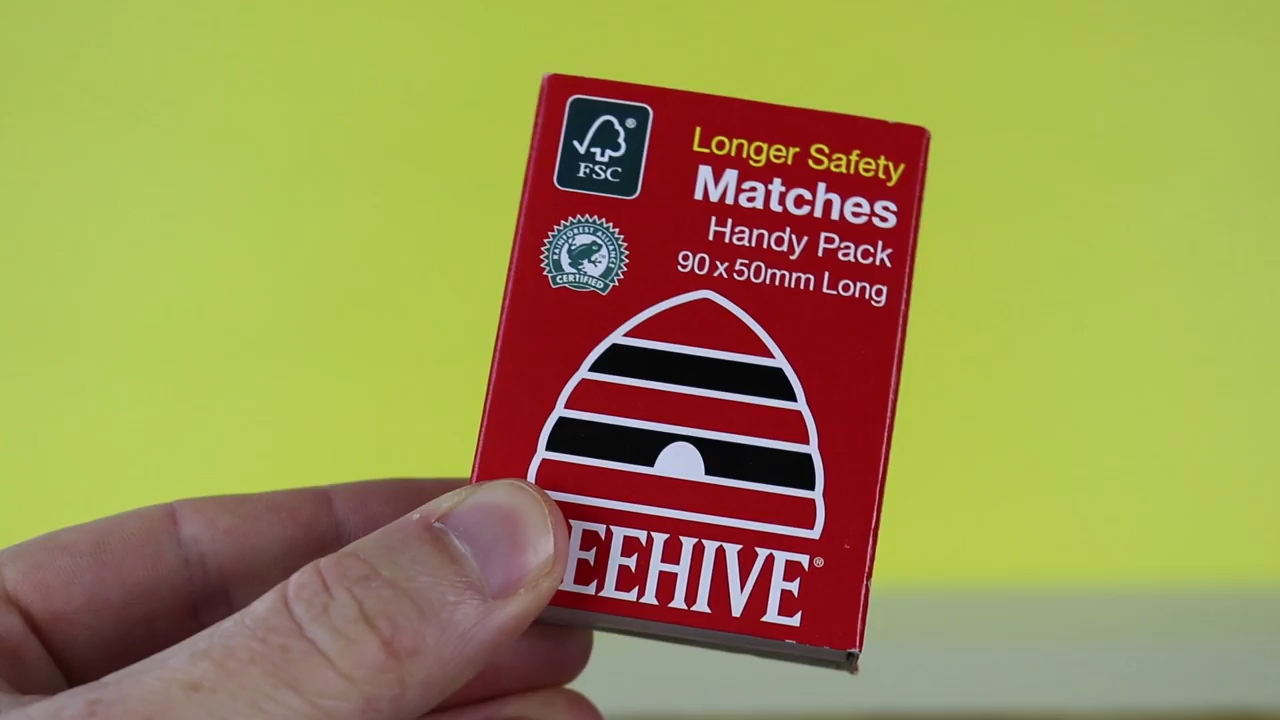 FSC
®
RAINFOREST ALLIANCE
CERTIFIED
Longer Safety
Matches
Handy Pack
90 x 50mm Long
EEHIVE®